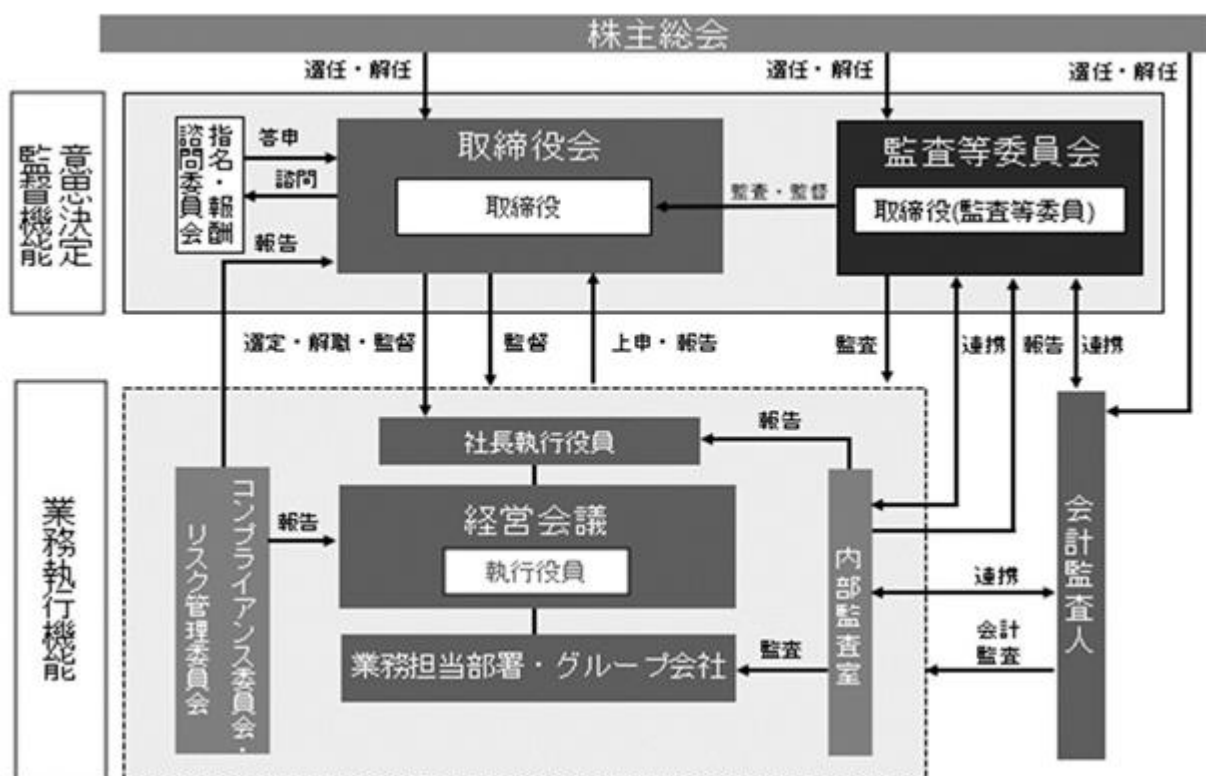 株主総会
選任・解任
選任・解任
選任・解任
意思決定
監督機能
指名・報酬
諮問委員会
答申
諮問
報告
取締役会
取締役
監査・監督
監査等委員会
取締役(監査等委員)
選定・解職・監督
監督
上申・報告
監査
連携
報告
連携
業務執行機能
コンプライアンス委員会・
リスク管理委員会
報告
社長執行役員
報告
経営会議
執行役員
業務担当部署・グループ会社
監査
内部監査室
連携
会計
監査
会計監査人